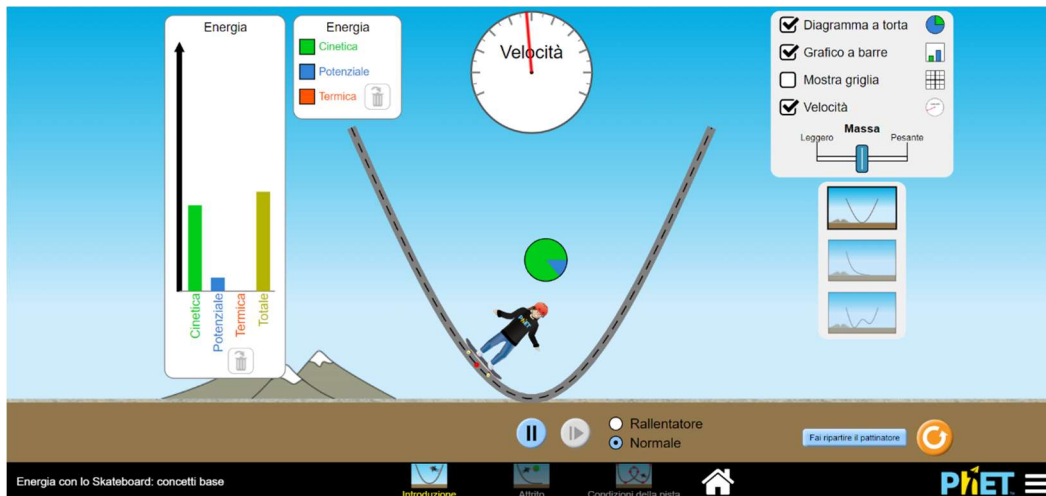 Energia
Cinetica
Potenziale
Termica
Totale
Energia
Cinetica
Potenziale
Termica
Velocità
Diagramma a torta
Grafico a barre
Mostra griglia
Velocità
Massa
Leggero
Pesante
PhET
Rallentatore
Normale
Fai ripartire il pattinatore
Energia con lo Skateboard: concetti base
Introduzione
Attrito
Condizioni della pista
PhET